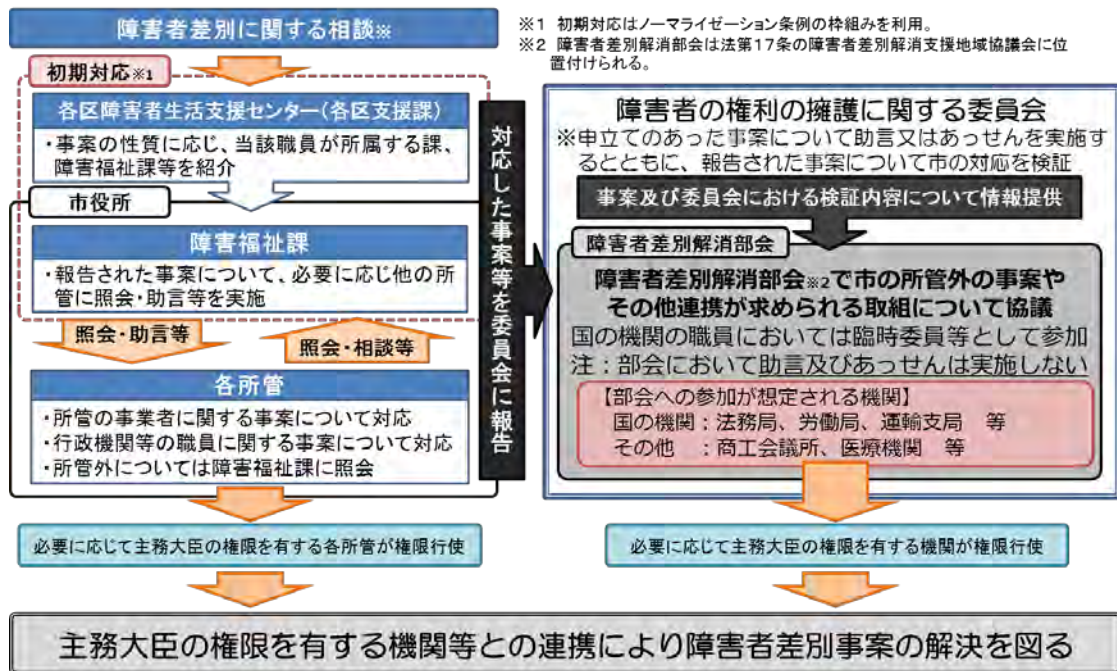 障害者差別に関する相談※
※1 初期対応はノーマライゼーション条例の枠組みを利用。
※2 障害者差別解消部会は法第17条の障害者差別解消支援地域協議会に位
置付けられる。
初期対応※1
各区障害者生活支援センター(各区支援課)
・事案の性質に応じ、当該職員が所属する課、
障害福祉課等を紹介
市役所
障害福祉課
・報告された事案について、必要に応じ他の所
管に照会・助言等を実施
照会・助言等
照会・相談等
各所管
・所管の事業者に関する事案について対応
・行政機関等の職員に関する事案について対応
・所管外については障害福祉課に照会
対応した事案等を委員会に報告
障害者の権利の擁護に関する委員会
※申立てのあった事案について助言又はあっせんを実施す
るとともに、報告された事案について市の対応を検証
事案及び委員会における検証内容について情報提供
障害者差別解消部会
障害者差別解消部会※2で市の所管外の事案や
その他連携が求められる取組について協議
国の機関の職員においては臨時委員等として参加
注:部会において助言及びあっせんは実施しない
【部会への参加が想定される機関】
国の機関:法務局、労働局、運輸支局 等
その他 :商工会議所、医療機関 等
必要に応じて主務大臣の権限を有する各所管が権限行使
必要に応じて主務大臣の権限を有する機関が権限行使
主務大臣の権限を有する機関等との連携により障害者差別事案の解決を図る